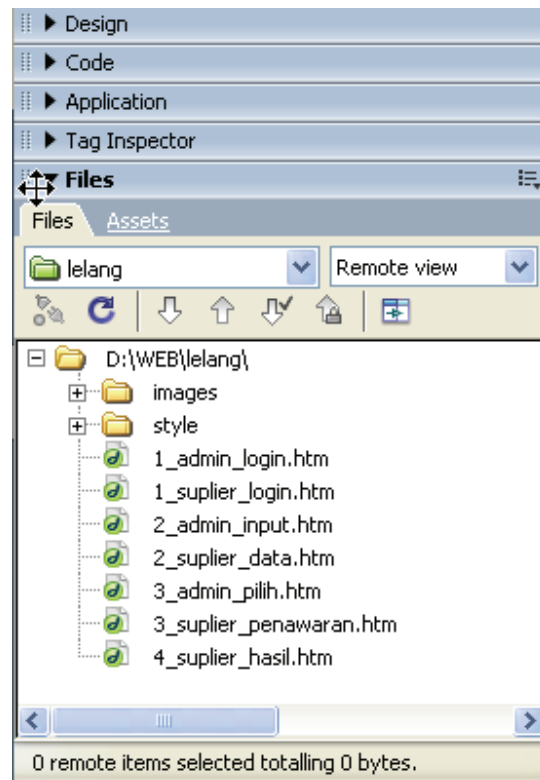 Design
Code
Application
Tag Inspector
Files
Files Assets
lelang Remote view
D:\WEB\lelang\
images
style
1_admin_login.htm
1_suplier_login.htm
2_admin_input.htm
2_suplier_data.htm
3_admin_pilih.htm
3_suplier_penawaran.htm
4_suplier_hasil.htm
0 remote items selected totalling 0 bytes.